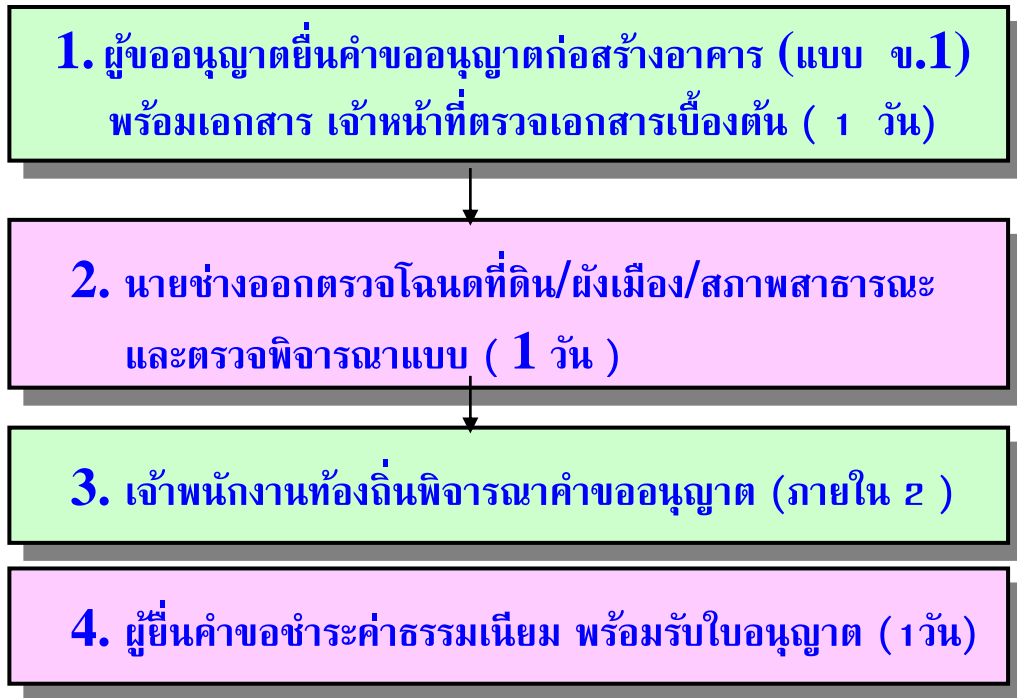 1. ผู้ขออนุญาตยื่นคำขออนุญาตก่อสร้างอาคาร (แบบ ข.1)
พร้อมเอกสาร เจ้าหน้าที่ตรวจเอกสารเบื้องต้น ( 1 วัน)
2. นายช่างออกตรวจโฉนดที่ดิน/ผังเมือง/สภาพสาธารณะ
และตรวจพิจารณาแบบ ( 1 วัน )
3. เจ้าพนักงานท้องถิ่นพิจารณาคำขออนุญาต (ภายใน 2 )
4. ผู้ยื่นคำขอชำระค่าธรรมเนียม พร้อมรับใบอนุญาต (1วัน)